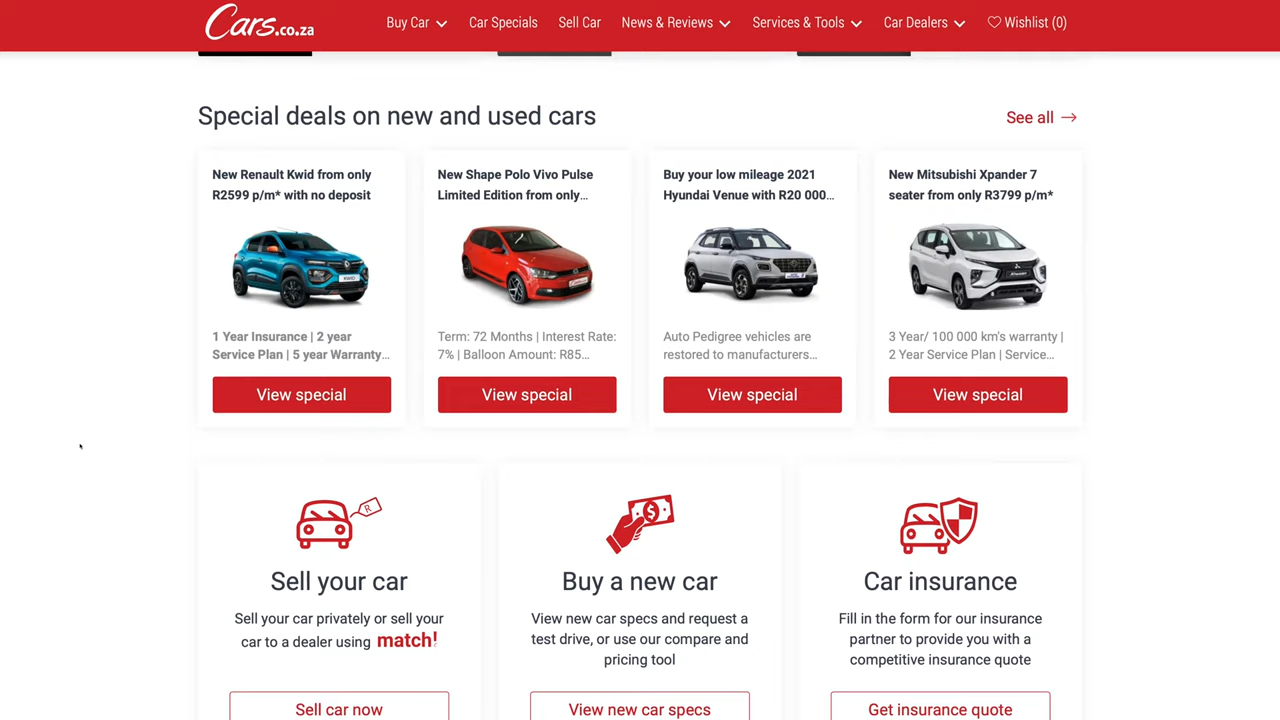 Cars.co.za
Buy Car
Car Specials
Sell Car
News & Reviews
Services & Tools
Car Dealers
Wishlist (0)
Special deals on new and used cars
See all
New Renault Kwid from only
R2599 p/m* with no deposit
1 Year Insurance | 2 year
Service Plan | 5 year Warranty...
View special
New Shape Polo Vivo Pulse
Limited Edition from only...
Term: 72 Months | Interest Rate:
7% | Balloon Amount: R85...
View special
Buy your low mileage 2021
Hyundai Venue with R20 000...
Auto Pedigree vehicles are
restored to manufacturers...
View special
New Mitsubishi Xpander 7
seater from only R3799 p/m*
3 Year/ 100 000 km's warranty |
2 Year Service Plan | Service...
View special
R
Sell your car
Sell your car privately or sell your
car to a dealer using match!
Sell car now
$
Buy a new car
View new car specs and request a
test drive, or use our compare and
pricing tool
View new car specs
Car insurance
Fill in the form for our insurance
partner to provide you with a
competitive insurance quote
Get insurance quote